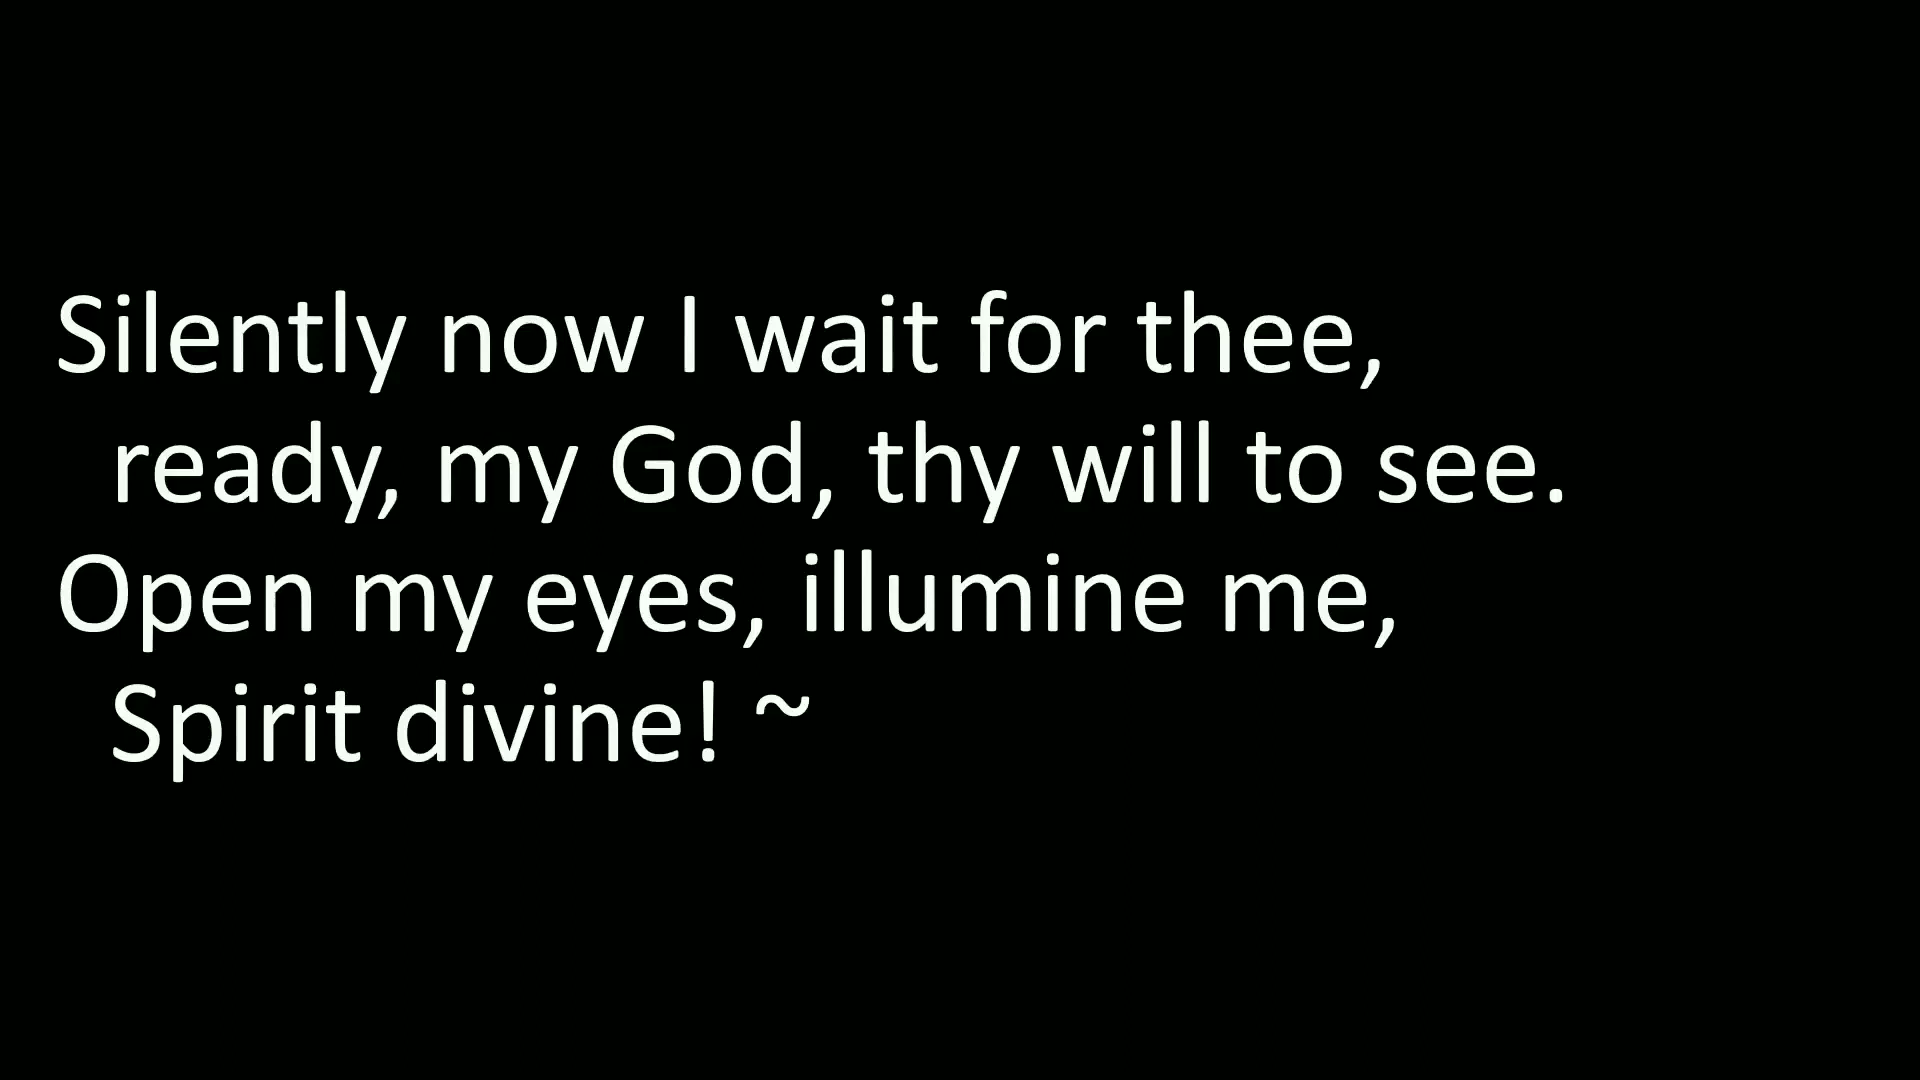 Silently now I wait for thee,
ready, my God, thy will to see.
Open my eyes, illumine me,
Spirit divine! ~